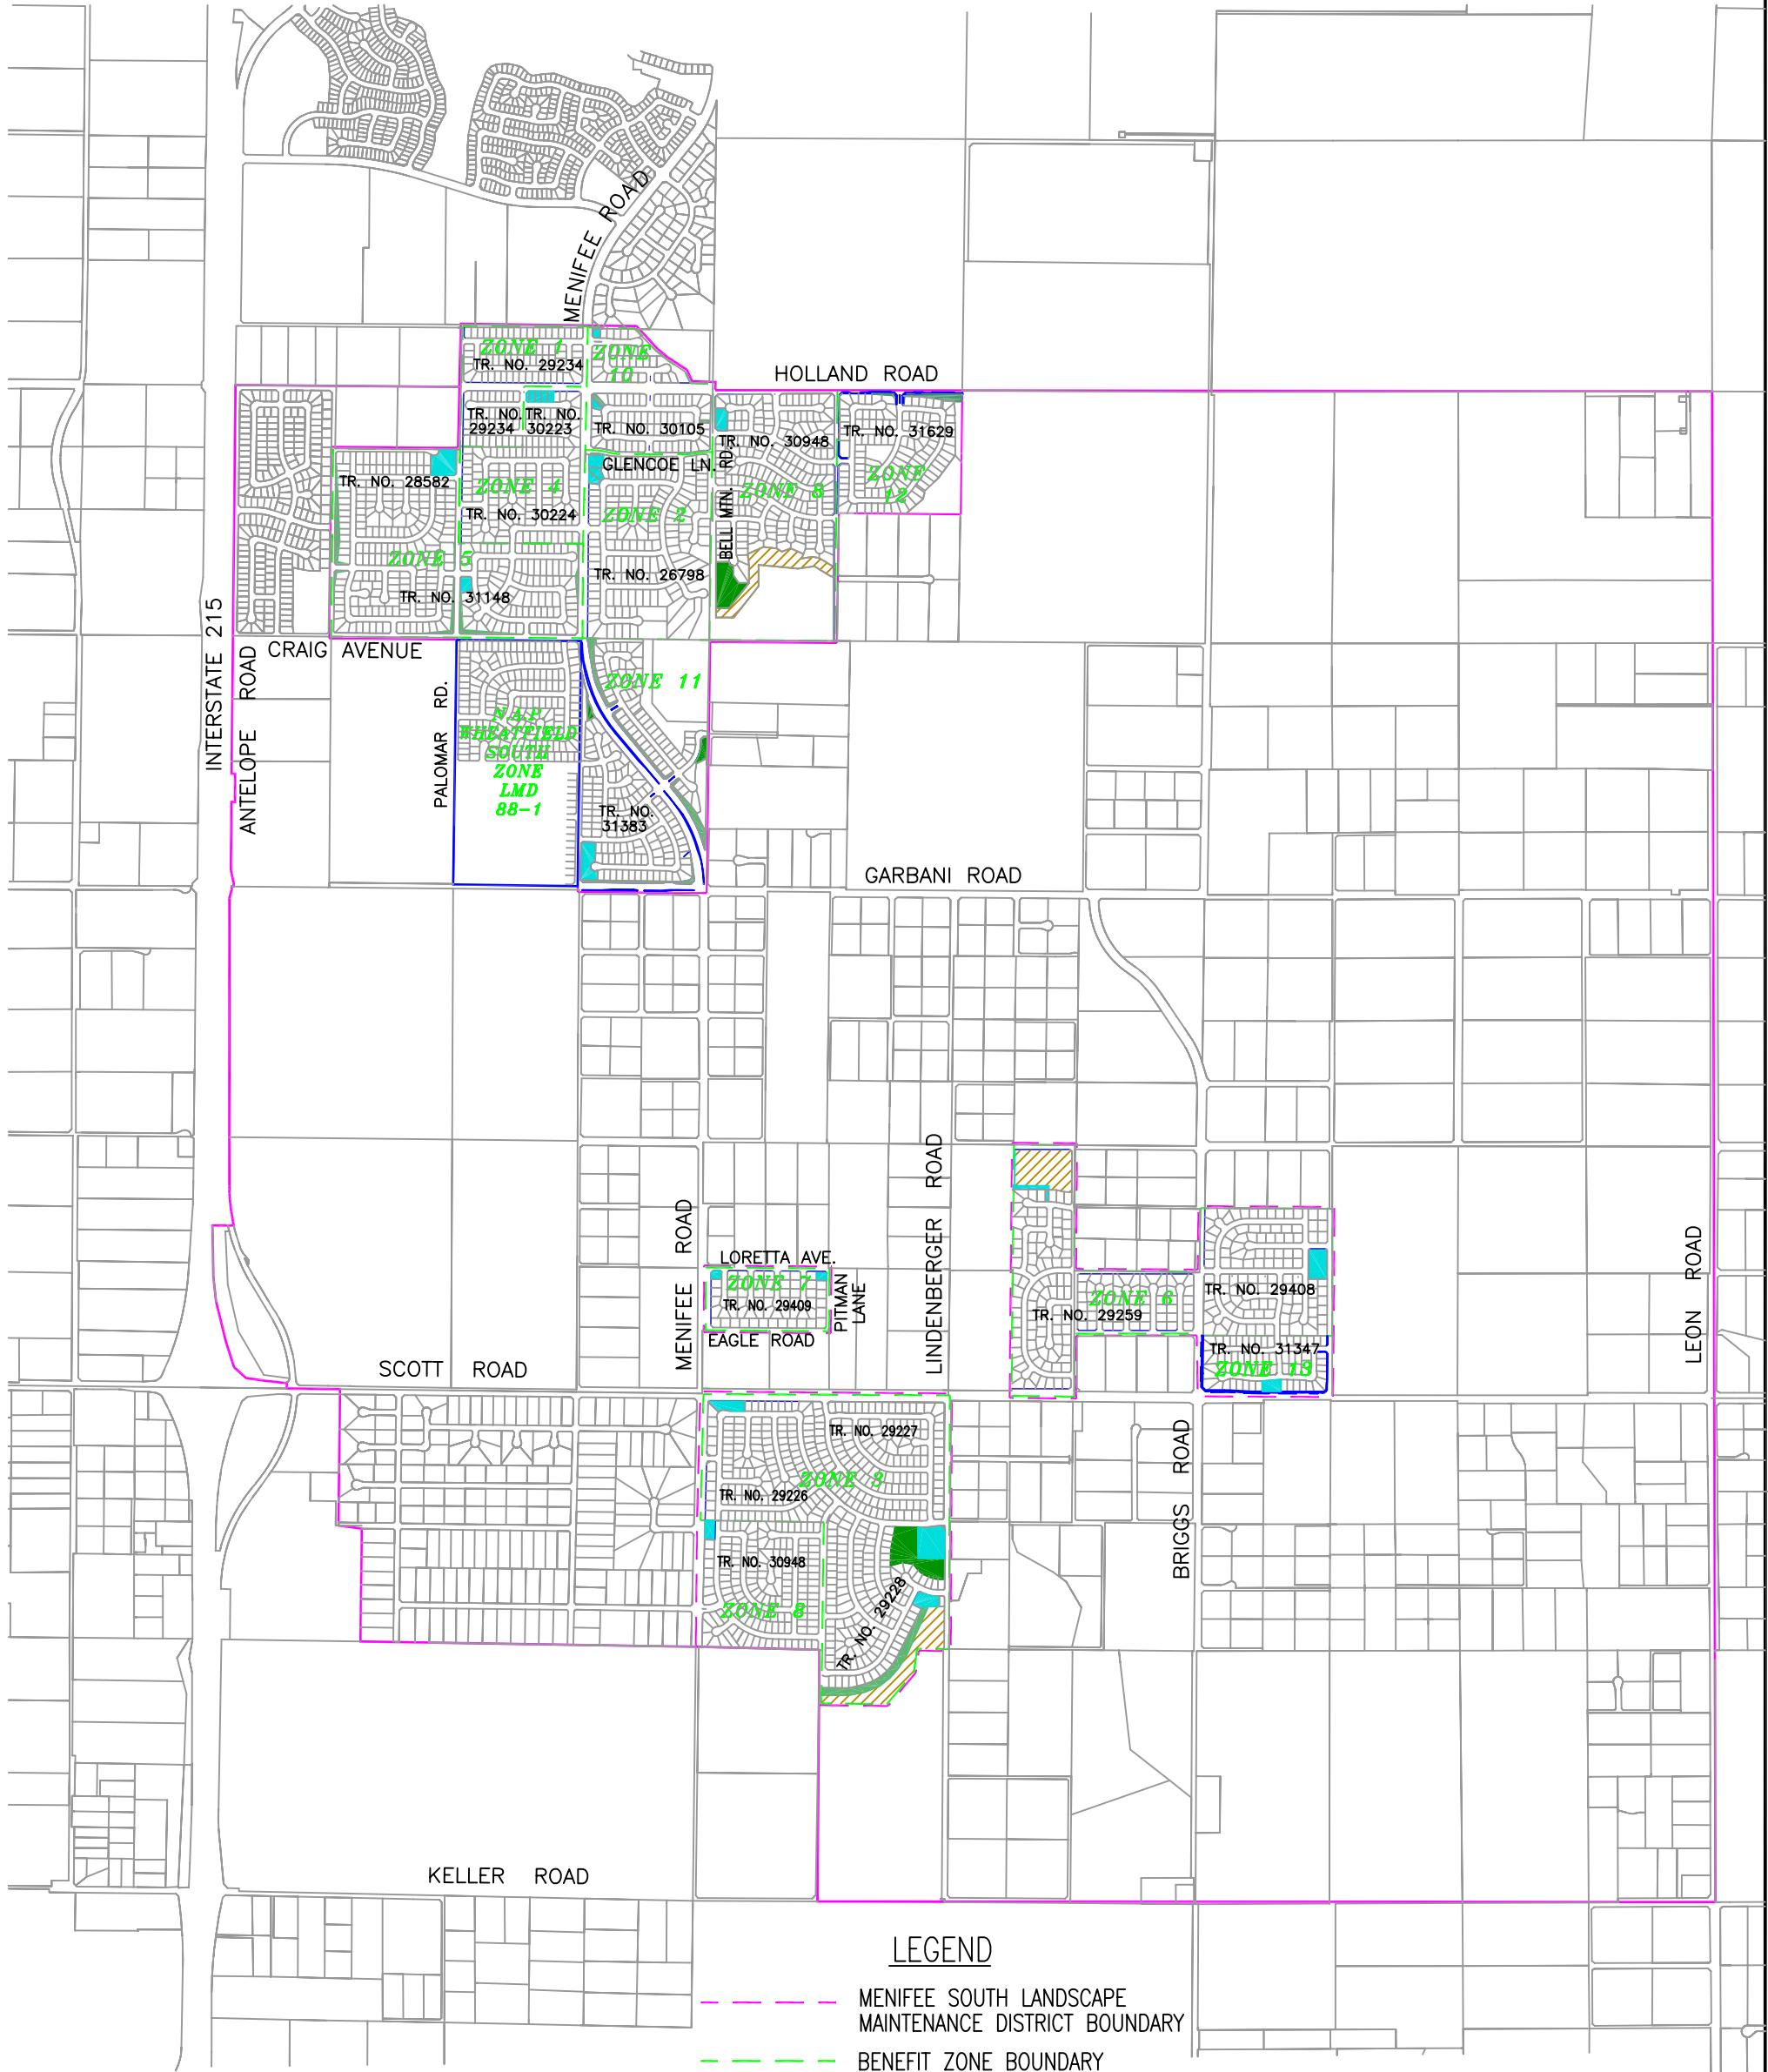 MENIFEE ROAD
HOLLAND ROAD
ZONE 1
TR. NO. 29234
ZONE
10
TR. NO.
29234
TR. NO.
30223
TR. NO. 30105
TR. NO. 30948
TR. NO. 31629
GLENCOE LN.
BELL MTN. RD.
TR. NO. 28582
ZONE 4
TR. NO. 30224
ZONE 2
ZONE 8
ZONE
12
ZONE 5
TR. NO. 31148
TR. NO. 26798
INTERSTATE 215
ANTELOPE ROAD
CRAIG AVENUE
PALOMAR RD.
N.A.P.
WHEATFIELD
SOUTH
ZONE
LMD
88-1
ZONE 11
TR. NO.
31383
GARBANI ROAD
MENIFEE ROAD
LORETTA AVE.
ZONE 7
TR. NO. 29409
PITMAN
LANE
EAGLE ROAD
LINDENBERGER ROAD
ZONE 6
TR. NO. 29259
TR. NO. 29408
TR. NO. 31347
ZONE 13
LEON ROAD
SCOTT ROAD
TR. NO. 29227
ZONE 3
TR. NO. 29226
TR. NO. 30948
ZONE 8
TR. NO. 29228
BRIGGS ROAD
KELLER ROAD
LEGEND
MENIFEE SOUTH LANDSCAPE
MAINTENANCE DISTRICT BOUNDARY
BENEFIT ZONE BOUNDARY